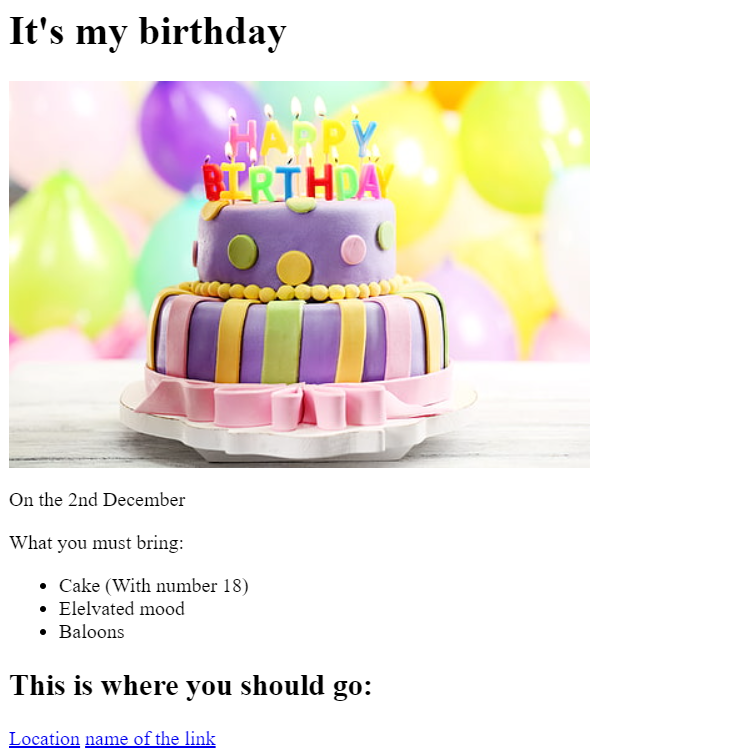 It's my birthday
HAPPY
BIRTHDAY
On the 2nd December
What you must bring:
Cake (With number 18)
Elelvated mood
Baloons
This is where you should go:
Location name of the link